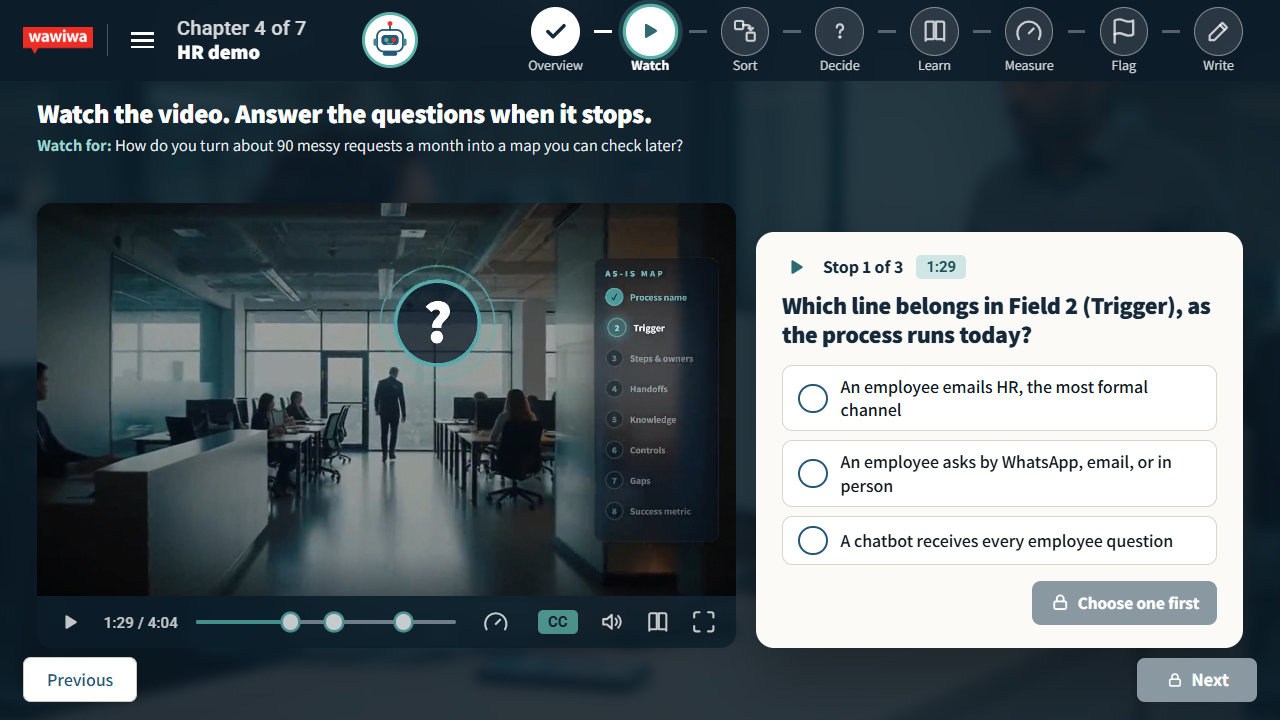 wawiwa
Chapter 4 of 7
HR demo
Overview
Watch
Sort
?
Decide
Learn
Measure
Flag
Write
Watch the video. Answer the questions when it stops.
Watch for: How do you turn about 90 messy requests a month into a map you can check later?
?
AS-IS MAP
Process name
2 Trigger
3 Steps & owners
4 Handoffs
5 Knowledge
6 Controls
7 Gaps
8 Success metric
1:29 / 4:04
CC
Stop 1 of 3 1:29
Which line belongs in Field 2 (Trigger), as
the process runs today?
An employee emails HR, the most formal
channel
An employee asks by WhatsApp, email, or in
person
A chatbot receives every employee question
Choose one first
Previous
Next